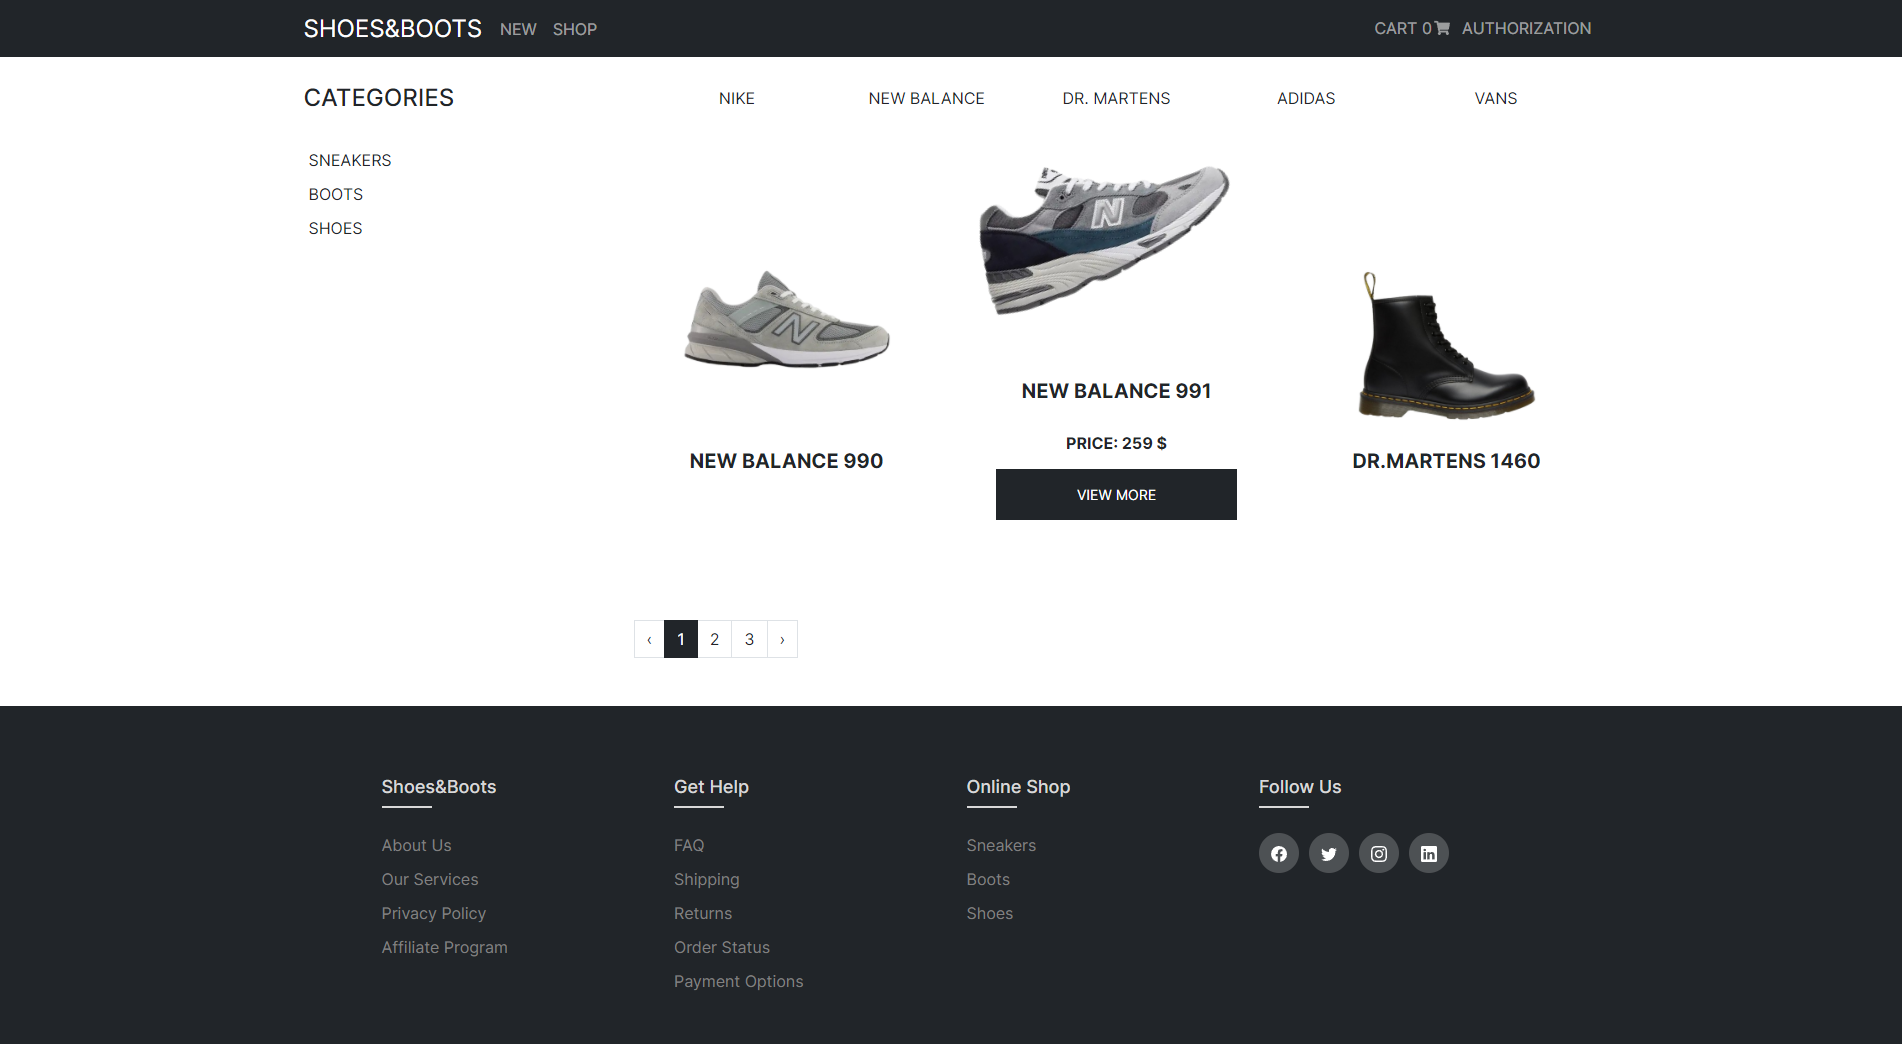 SHOES&BOOTS NEW SHOP CART 0 AUTHORIZATION
CATEGORIES
NIKE NEW BALANCE DR. MARTENS ADIDAS VANS
SNEAKERS
BOOTS
SHOES
NEW BALANCE 990
NEW BALANCE 991
PRICE: 259 $
VIEW MORE
DR.MARTENS 1460
‹ 1 2 3 ›
Shoes&Boots
About Us
Our Services
Privacy Policy
Affiliate Program
Get Help
FAQ
Shipping
Returns
Order Status
Payment Options
Online Shop
Sneakers
Boots
Shoes
Follow Us